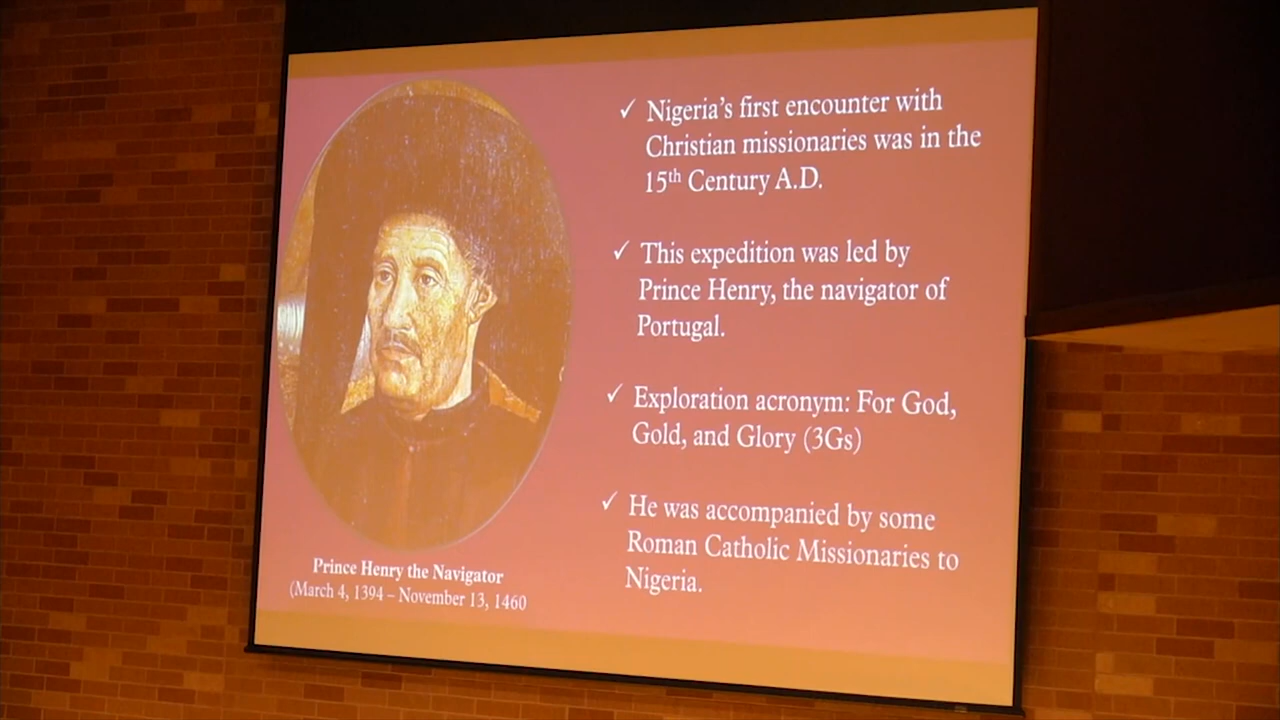 ✓ Nigeria's first encounter with
Christian missionaries was in the
15th Century A.D.
✓ This expedition was led by
Prince Henry, the navigator of
Portugal.
✓ Exploration acronym: For God,
Gold, and Glory (3Gs)
✓ He was accompanied by some
Roman Catholic Missionaries to
Nigeria.
Prince Henry the Navigator
(March 4, 1394 – November 13, 1460